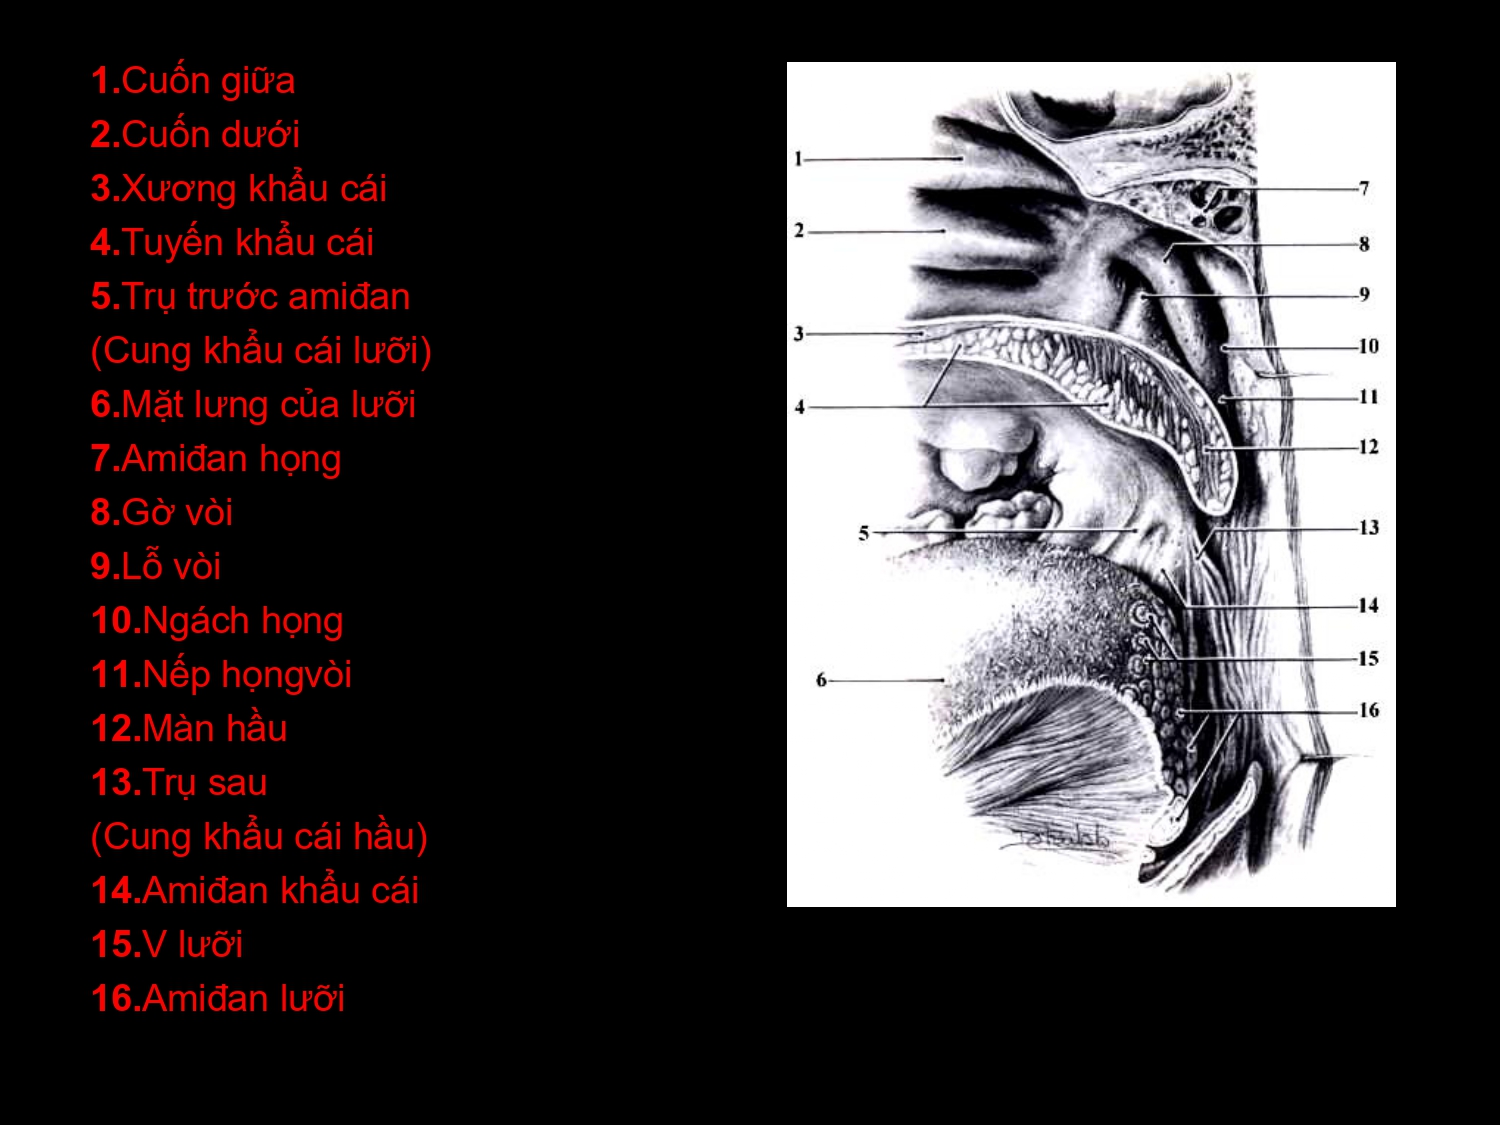 1.Cuốn giữa
2.Cuốn dưới
3.Xương khẩu cái
4.Tuyến khẩu cái
5.Trụ trước amiđan
(Cung khẩu cái lưỡi)
6.Mặt lưng của lưỡi
7.Amiđan họng
8.Gờ vòi
9.Lỗ vòi
10.Ngách họng
11.Nếp họngvòi
12.Màn hầu
13.Trụ sau
(Cung khẩu cái hầu)
14.Amiđan khẩu cái
15.V lưỡi
16.Amiđan lưỡi
1
2
3
4
5
6
7
8
9
10
11
12
13
14
15
16